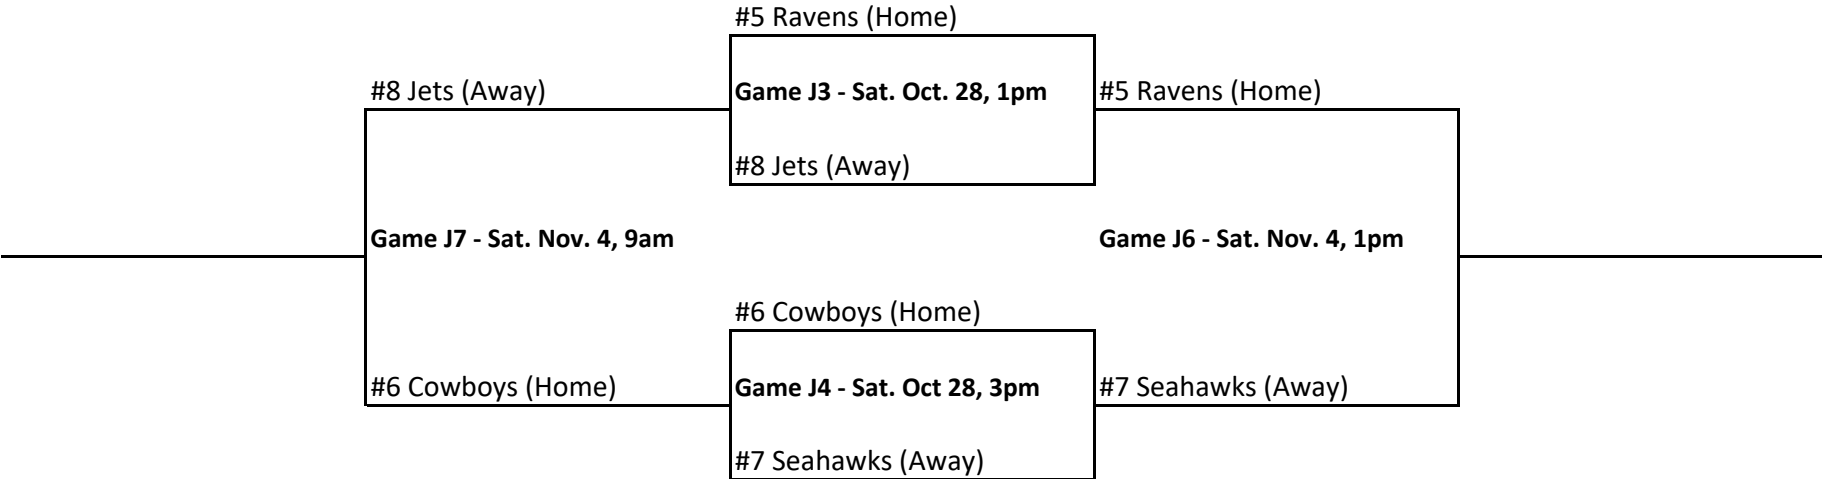 #5 Ravens (Home)
#8 Jets (Away)
Game J3 - Sat. Oct. 28, 1pm
#5 Ravens (Home)
#8 Jets (Away)
Game J7 - Sat. Nov. 4, 9am
Game J6 - Sat. Nov. 4, 1pm
#6 Cowboys (Home)
#6 Cowboys (Home)
Game J4 - Sat. Oct 28, 3pm
#7 Seahawks (Away)
#7 Seahawks (Away)